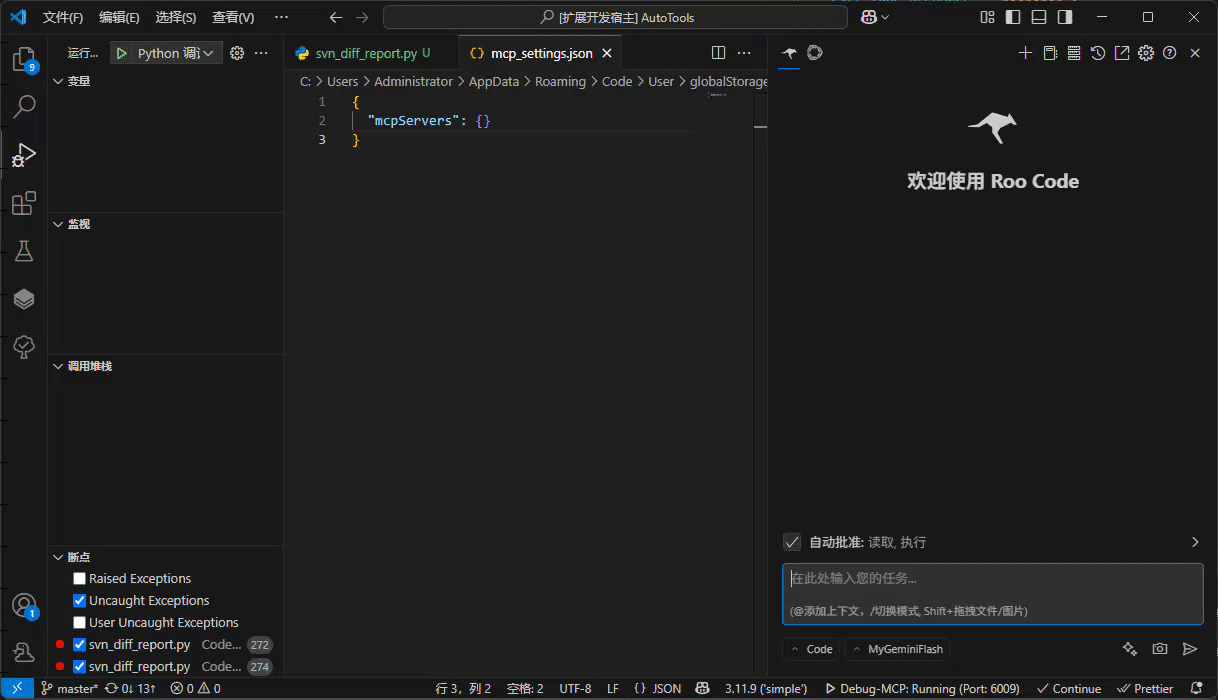 文件(F) 编辑(E) 选择(S) 查看(V) ··· [扩展开发宿主] AutoTools
运行... Python 调
svn_diff_report.py U
mcp_settings.json
C: > Users > Administrator > AppData > Roaming > Code > User > globalStorage
1 {
2 "mcpServers": {}
3 }
变量
监视
调用堆栈
断点
Raised Exceptions
Uncaught Exceptions
User Uncaught Exceptions
svn_diff_report.py Code... 272
svn_diff_report.py Code... 274
9
1
欢迎使用 Roo Code
自动批准: 读取, 执行
在此处输入您的任务...
(@添加上下文，/切换模式, Shift+拖拽文件/图片)
Code MyGeminiFlash
master* 0↓ 13↑ 0 0 行 3，列 2 空格: 2 UTF-8 LF {} JSON 3.11.9 ('simple') Debug-MCP: Running (Port: 6009) Continue Prettier